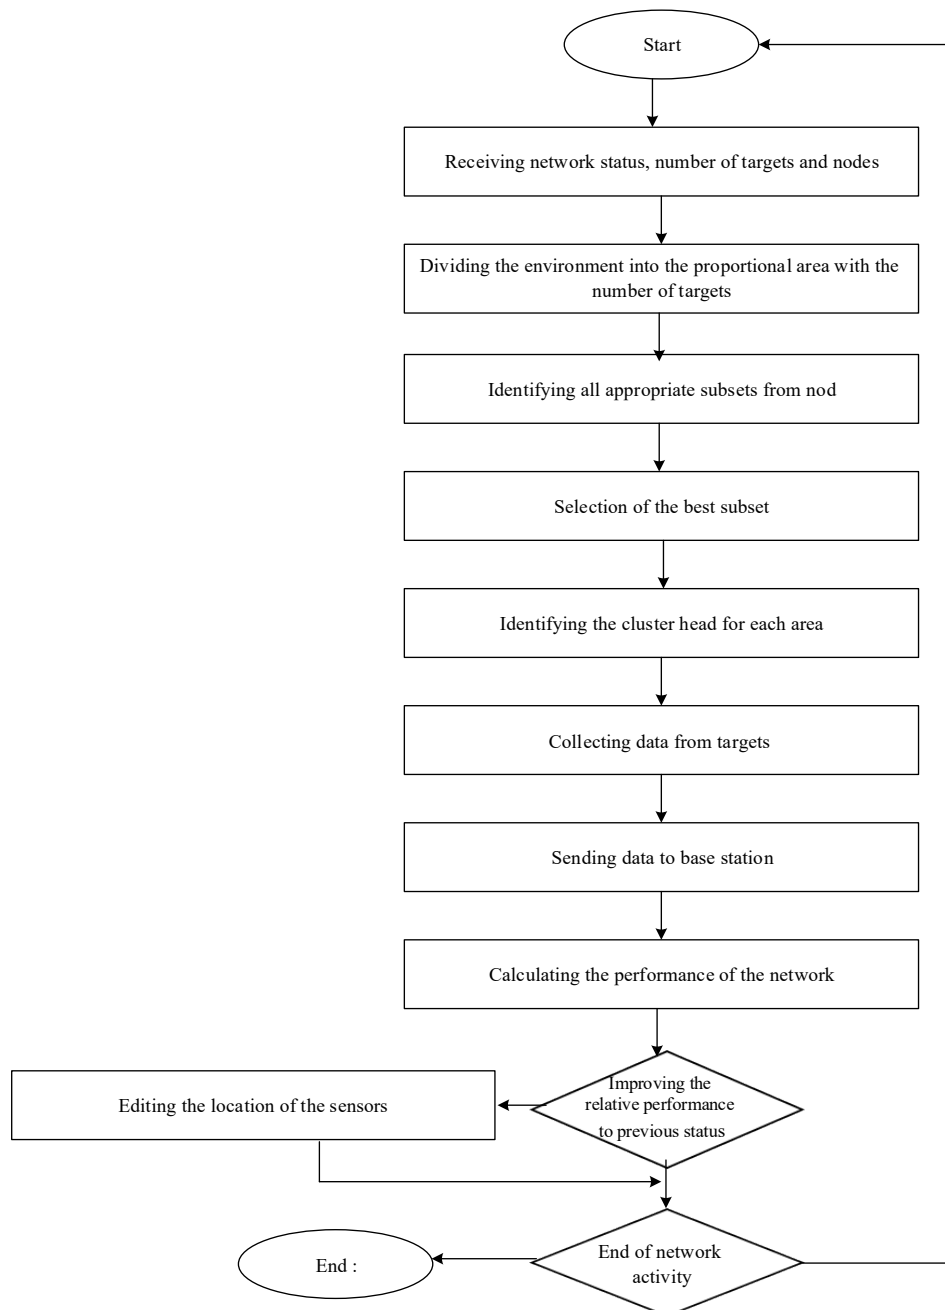 Start
Receiving network status, number of targets and nodes
Dividing the environment into the proportional area with the
number of targets
Identifying all appropriate subsets from nod
Selection of the best subset
Identifying the cluster head for each area
Collecting data from targets
Sending data to base station
Calculating the performance of the network
Improving the
relative performance
to previous status
Editing the location of the sensors
End of network
activity
End :